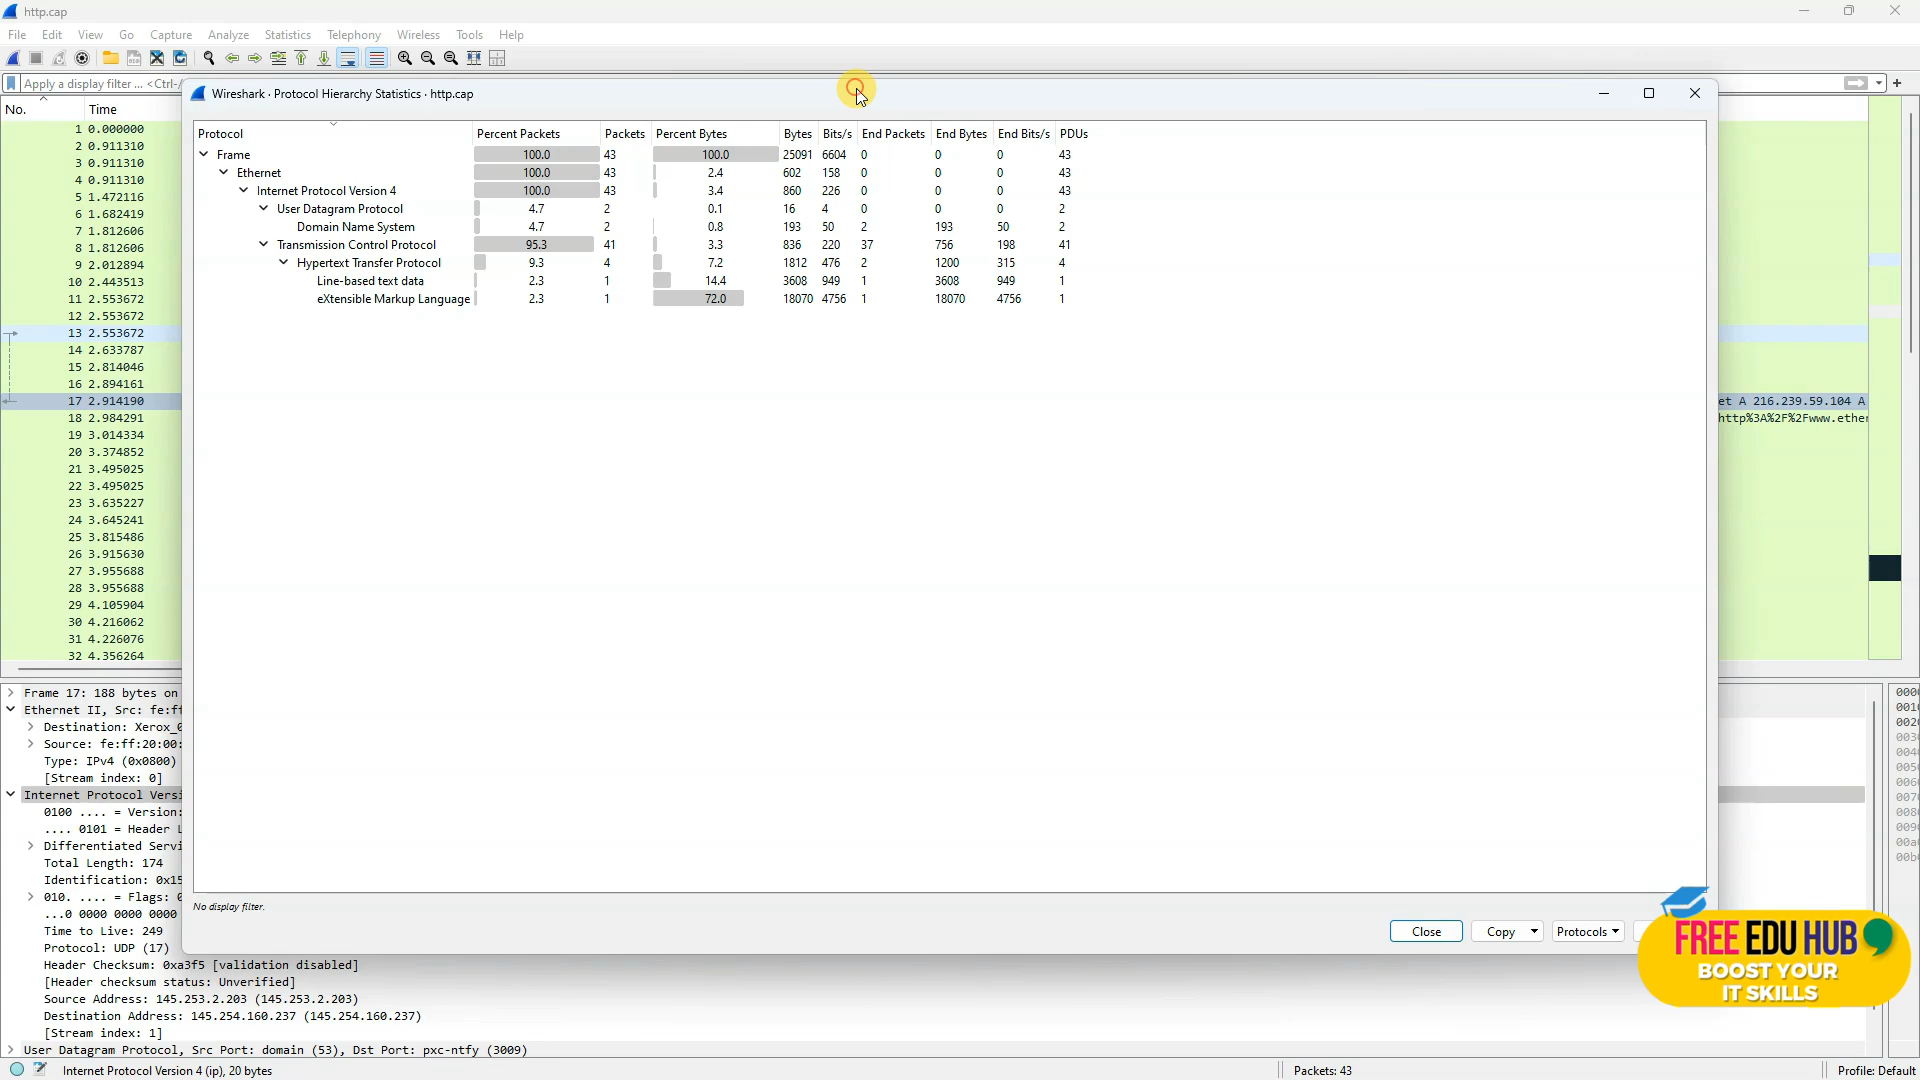 http.cap
File Edit View Go Capture Analyze Statistics Telephony Wireless Tools Help
Apply a display filter ... <Ctrl-/
Wireshark · Protocol Hierarchy Statistics · http.cap
No. Time
1 0.000000
2 0.911310
3 0.911310
4 0.911310
5 1.472116
6 1.682419
7 1.812606
8 1.812606
9 2.012894
10 2.443513
11 2.553672
12 2.553672
13 2.553672
14 2.633787
15 2.814046
16 2.894161
17 2.914190
18 2.984291
19 3.014334
20 3.374852
21 3.495025
22 3.495025
23 3.635227
24 3.645241
25 3.815486
26 3.915630
27 3.955688
28 3.955688
29 4.105904
30 4.216062
31 4.226076
32 4.356264
Protocol Percent Packets Packets Percent Bytes Bytes Bits/s End Packets End Bytes End Bits/s PDUs
Frame 100.0 43 100.0 25091 6604 0 0 0 43
Ethernet 100.0 43 2.4 602 158 0 0 0 43
Internet Protocol Version 4 100.0 43 3.4 860 226 0 0 0 43
User Datagram Protocol 4.7 2 0.1 16 4 0 0 0 2
Domain Name System 4.7 2 0.8 193 50 2 193 50 2
Transmission Control Protocol 95.3 41 3.3 836 220 37 756 198 41
Hypertext Transfer Protocol 9.3 4 7.2 1812 476 2 1200 315 4
Line-based text data 2.3 1 14.4 3608 949 1 3608 949 1
eXtensible Markup Language 2.3 1 72.0 18070 4756 1 18070 4756 1
et A 216.239.59.104 A
http%3A%2F%2Fwww.ether
No display filter.
Close Copy Protocols
Frame 17: 188 bytes on
Ethernet II, Src: fe:ff
Destination: Xerox_0
Source: fe:ff:20:00:
Type: IPv4 (0x0800)
[Stream index: 0]
Internet Protocol Versi
0100 .... = Version:
.... 0101 = Header L
Differentiated Servi
Total Length: 174
Identification: 0x15
010. .... = Flags: 0
...0 0000 0000 0000
Time to Live: 249
Protocol: UDP (17)
Header Checksum: 0xa3f5 [validation disabled]
[Header checksum status: Unverified]
Source Address: 145.253.2.203 (145.253.2.203)
Destination Address: 145.254.160.237 (145.254.160.237)
[Stream index: 1]
User Datagram Protocol, Src Port: domain (53), Dst Port: pxc-ntfy (3009)
FREE EDU HUB
BOOST YOUR
IT SKILLS
Internet Protocol Version 4 (ip), 20 bytes
Packets: 43
Profile: Default